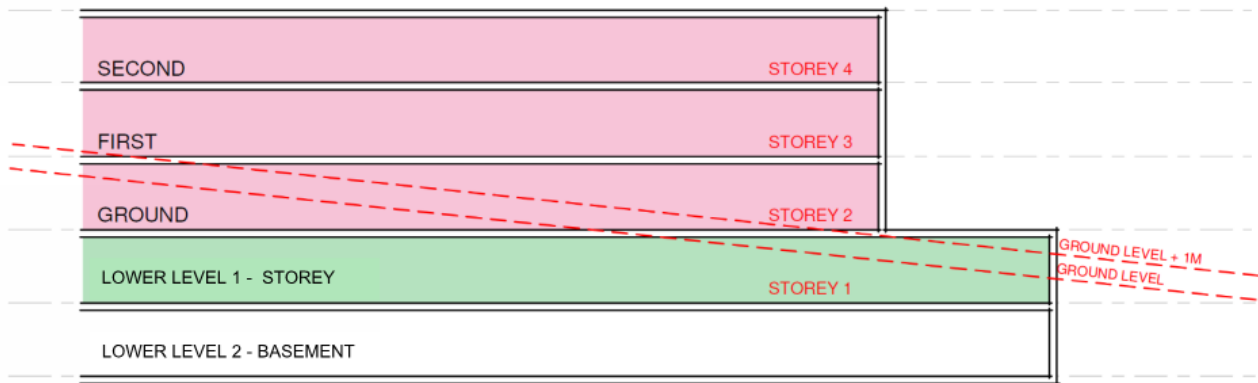 SECOND
STOREY 4
FIRST
STOREY 3
GROUND
STOREY 2
GROUND LEVEL + 1M
GROUND LEVEL
LOWER LEVEL 1 - STOREY
STOREY 1
LOWER LEVEL 2 - BASEMENT